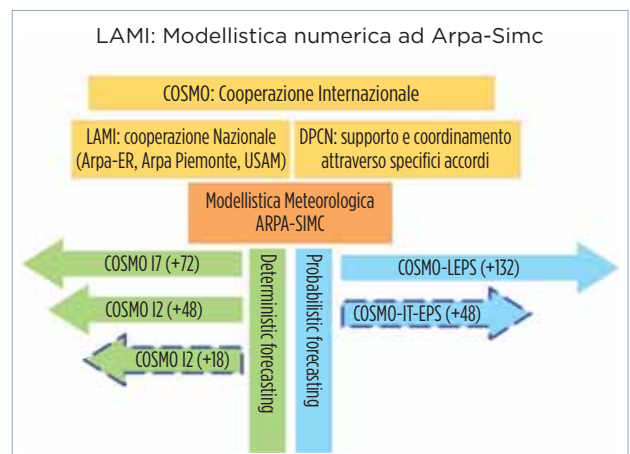 LAMI: Modellistica numerica ad Arpa-Simc
COSMO: Cooperazione Internazionale
LAMI: cooperazione Nazionale
(Arpa-ER, Arpa Piemonte, USAM)
DPCN: supporto e coordinamento
attraverso specifici accordi
Modellistica Meteorologica
ARPA-SIMC
COSMO I7 (+72)
COSMO I2 (+48)
COSMO I2 (+18)
Deterministic forecasting
Probabilistic forecasting
COSMO-LEPS (+132)
COSMO-IT-EPS (+48)